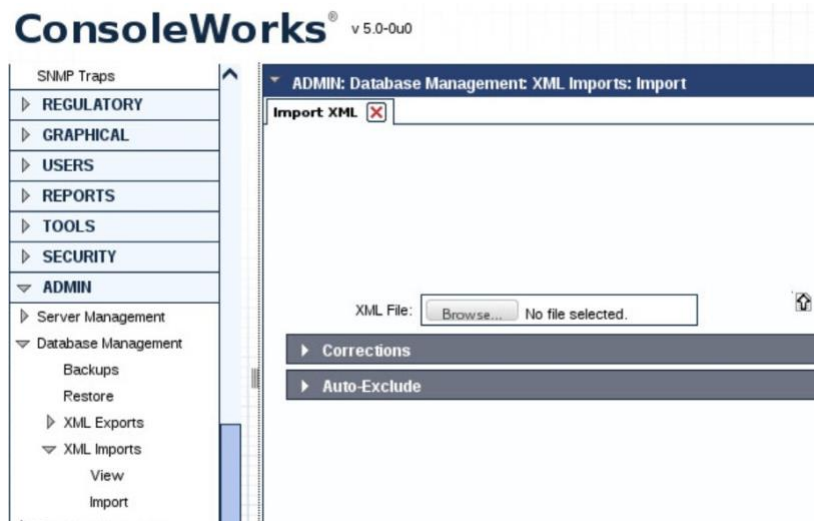 ConsoleWorks® v 5.0-0u0
SNMP Traps
REGULATORY
GRAPHICAL
USERS
REPORTS
TOOLS
SECURITY
ADMIN
Server Management
Database Management
Backups
Restore
XML Exports
XML Imports
View
Import
ADMIN: Database Management: XML Imports: Import
Import XML
XML File: Browse... No file selected.
Corrections
Auto-Exclude